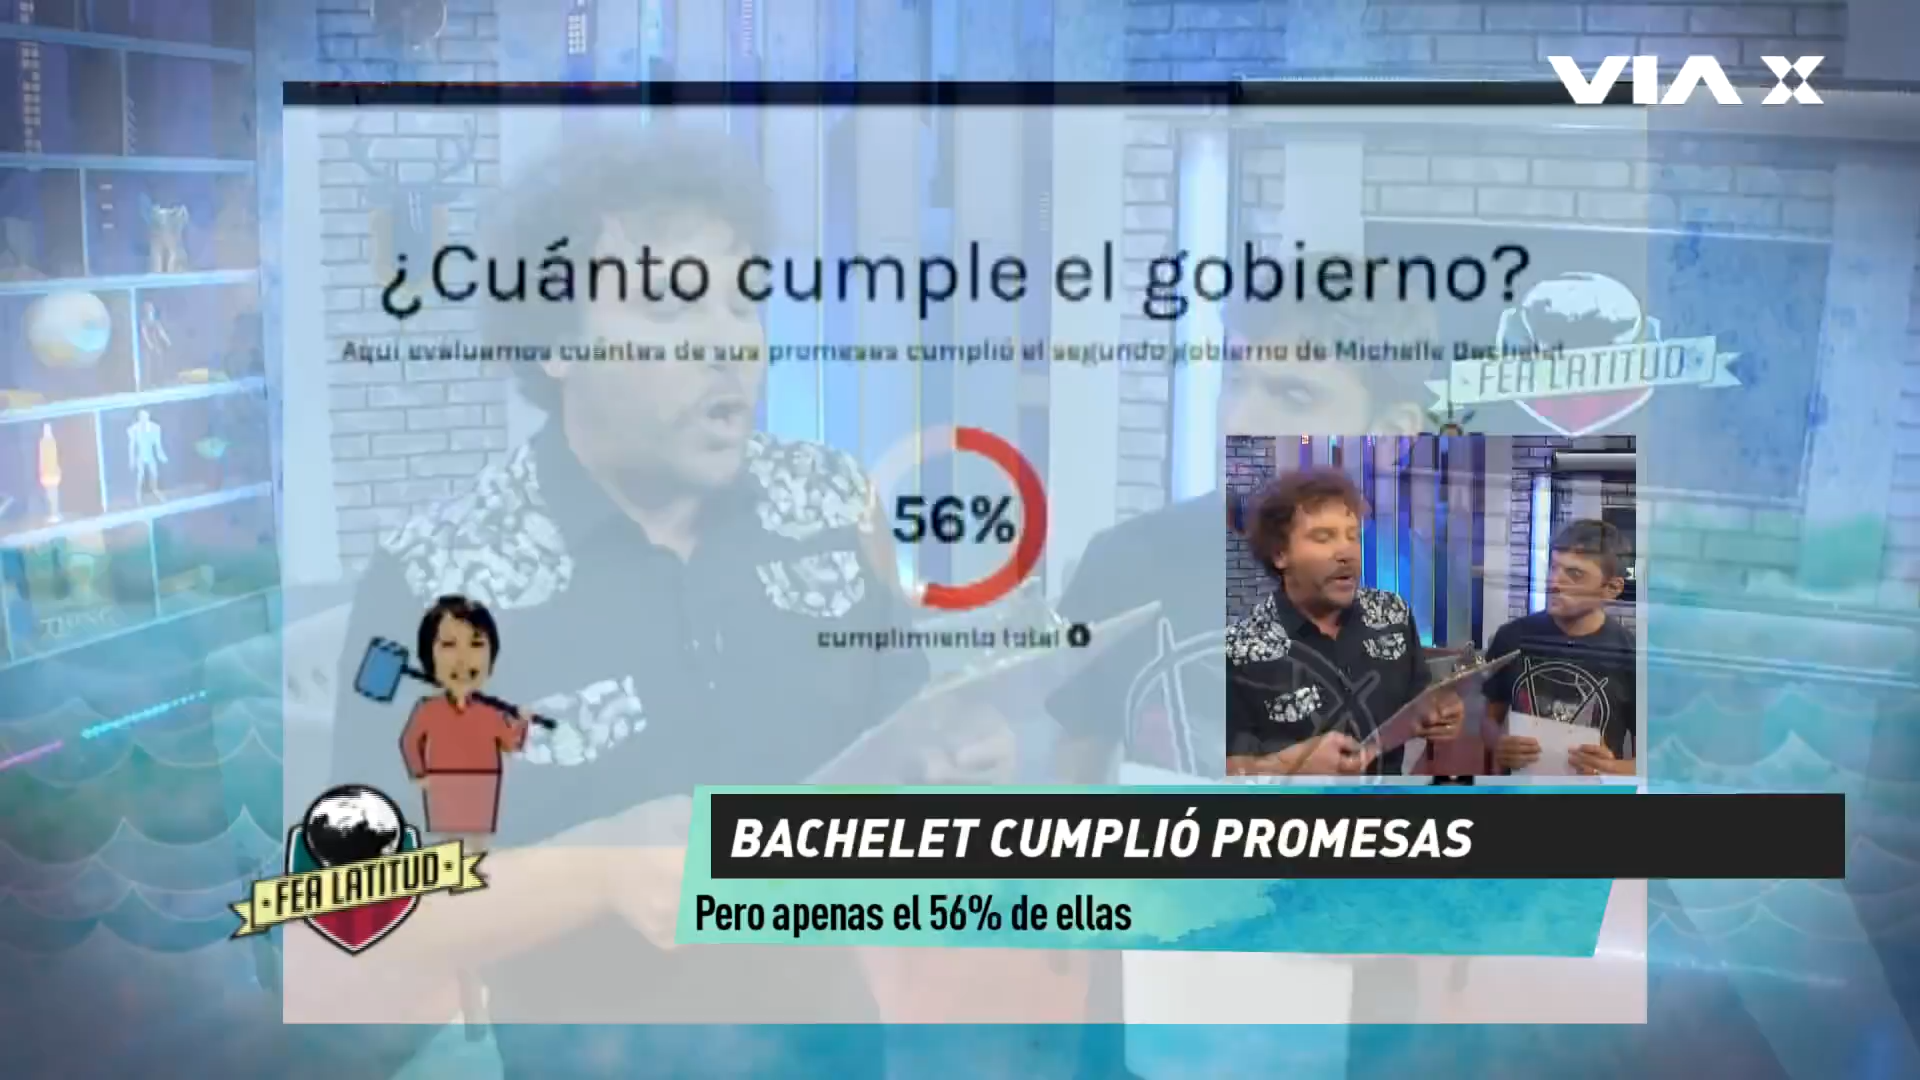 VIA X
¿Cuánto cumple el gobierno?
Aquí evaluamos cuántas de sus promesas cumplió el segundo gobierno de Michelle Bachelet
FEA LATITUD
56%
cumplimiento total
FEA LATITUD
BACHELET CUMPLIÓ PROMESAS
Pero apenas el 56% de ellas